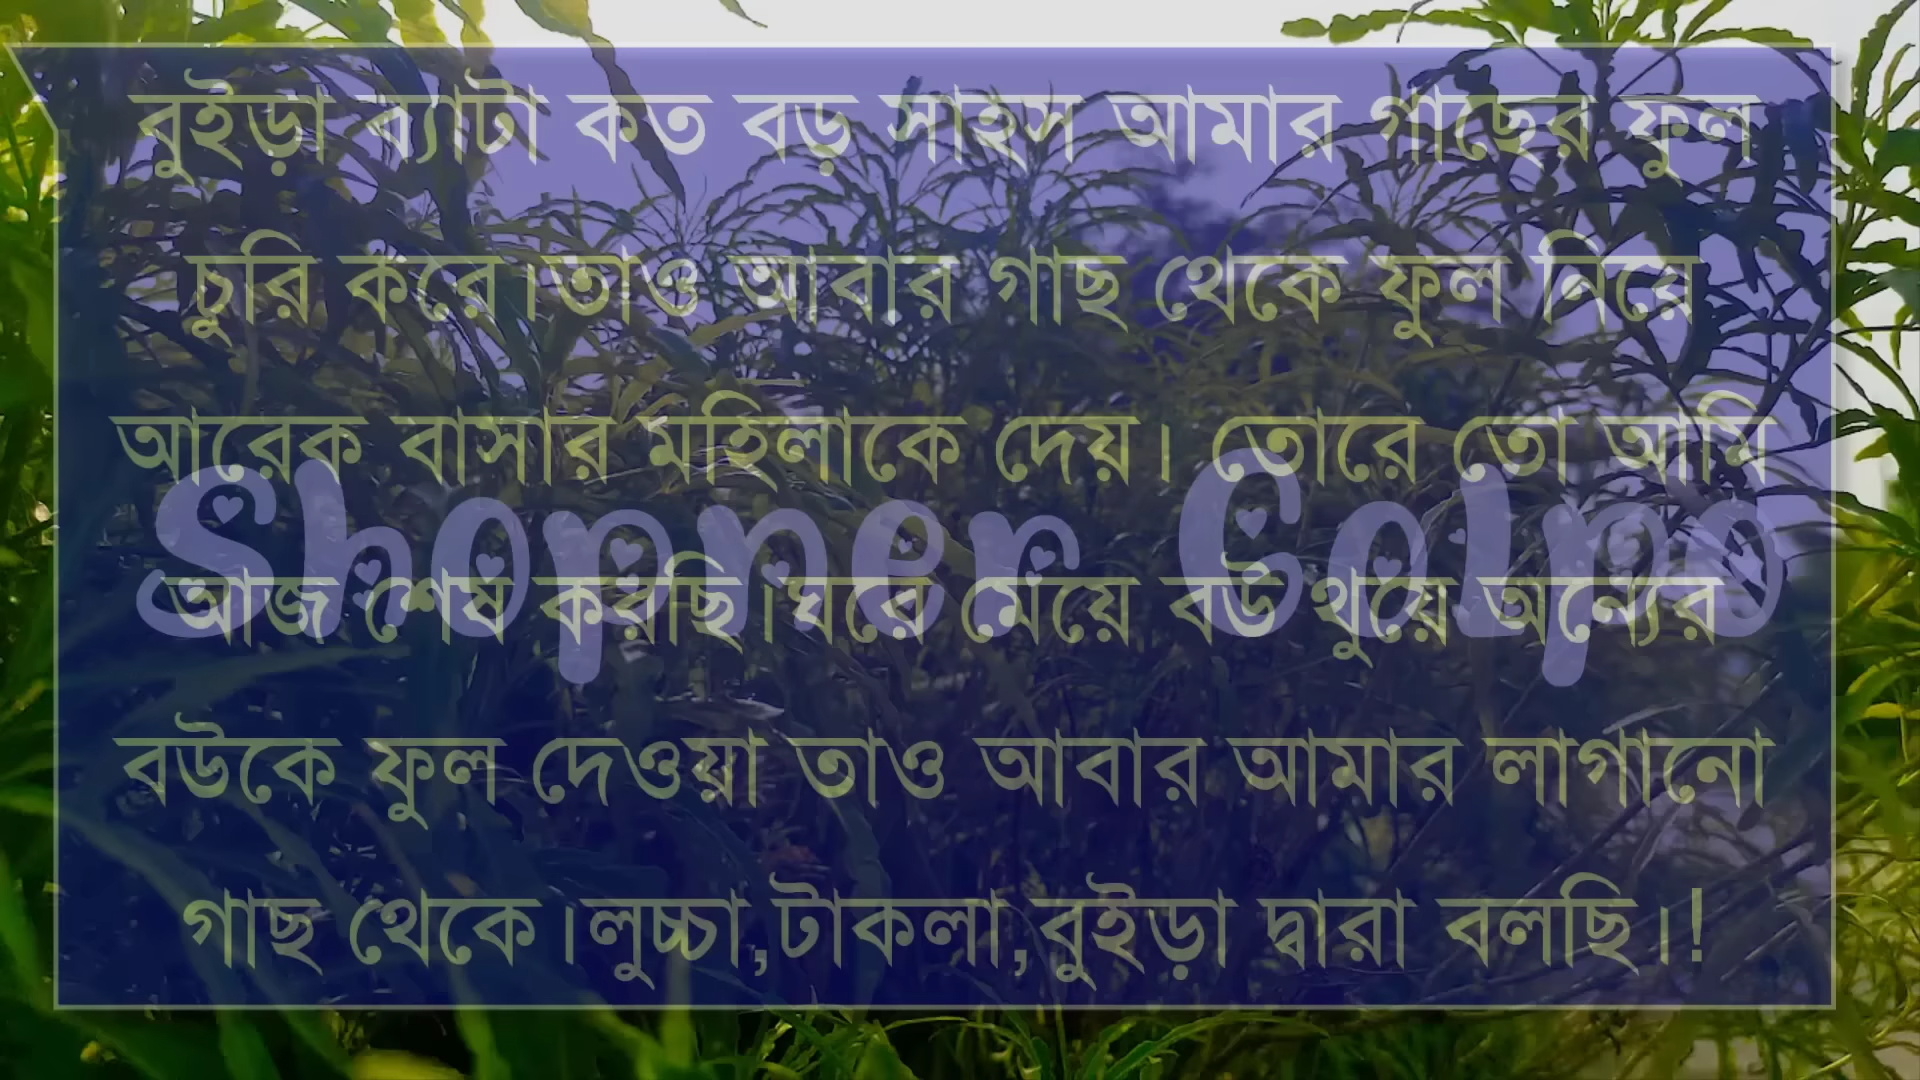 বুইড়া ব্যাটা কত বড় সাহস আমার গাছের ফুল
চুরি করে।তাও আবার গাছ থেকে ফুল নিয়ে
আরেক বাসার মহিলাকে দেয়। তোরে তো আমি
Shopner Golpo
আজ শেষ করছি।ঘরে মেয়ে বউ থুয়ে অন্যের
বউকে ফুল দেওয়া তাও আবার আমার লাগানো
গাছ থেকে।লুচ্চা,টাকলা,বুইড়া দ্বারা বলছি।!